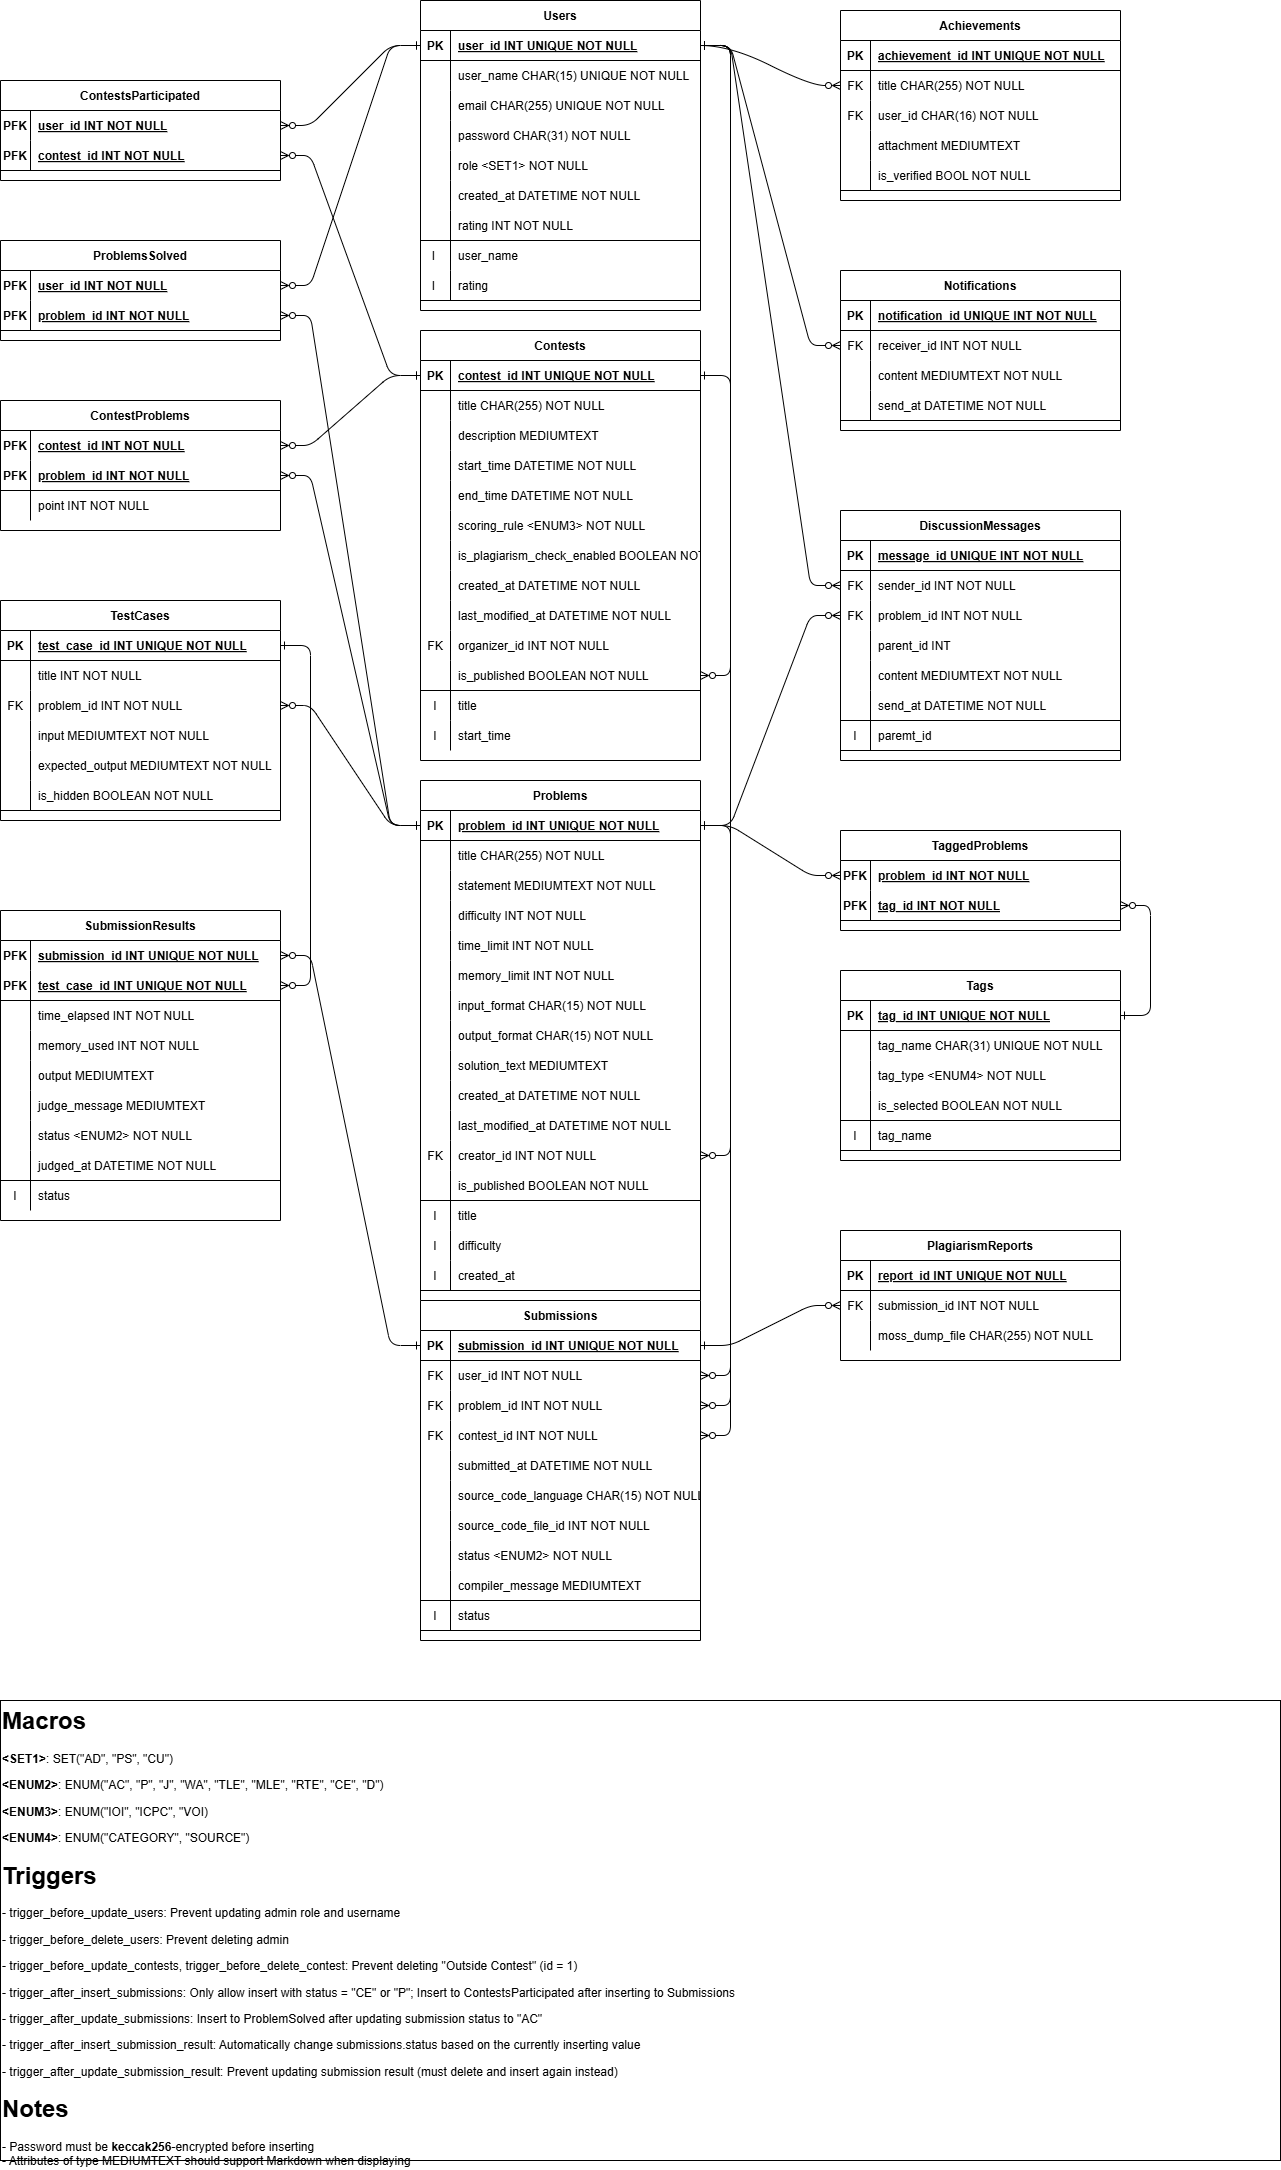 Users
PK user_id INT UNIQUE NOT NULL
user_name CHAR(15) UNIQUE NOT NULL
email CHAR(255) UNIQUE NOT NULL
password CHAR(31) NOT NULL
role <SET1> NOT NULL
created_at DATETIME NOT NULL
rating INT NOT NULL
I user_name
I rating
Achievements
PK achievement_id INT UNIQUE NOT NULL
FK title CHAR(255) NOT NULL
FK user_id CHAR(16) NOT NULL
attachment MEDIUMTEXT
is_verified BOOL NOT NULL
ContestsParticipated
PFK user_id INT NOT NULL
PFK contest_id INT NOT NULL
ProblemsSolved
PFK user_id INT NOT NULL
PFK problem_id INT NOT NULL
Notifications
PK notification_id UNIQUE INT NOT NULL
FK receiver_id INT NOT NULL
content MEDIUMTEXT NOT NULL
send_at DATETIME NOT NULL
Contests
PK contest_id INT UNIQUE NOT NULL
title CHAR(255) NOT NULL
description MEDIUMTEXT
start_time DATETIME NOT NULL
end_time DATETIME NOT NULL
scoring_rule <ENUM3> NOT NULL
is_plagiarism_check_enabled BOOLEAN NO
created_at DATETIME NOT NULL
last_modified_at DATETIME NOT NULL
FK organizer_id INT NOT NULL
is_published BOOLEAN NOT NULL
I title
I start_time
ContestProblems
PFK contest_id INT NOT NULL
PFK problem_id INT NOT NULL
point INT NOT NULL
DiscussionMessages
PK message_id UNIQUE INT NOT NULL
FK sender_id INT NOT NULL
FK problem_id INT NOT NULL
parent_id INT
content MEDIUMTEXT NOT NULL
send_at DATETIME NOT NULL
I paremt_id
TestCases
PK test_case_id INT UNIQUE NOT NULL
title INT NOT NULL
FK problem_id INT NOT NULL
input MEDIUMTEXT NOT NULL
expected_output MEDIUMTEXT NOT NULL
is_hidden BOOLEAN NOT NULL
Problems
PK problem_id INT UNIQUE NOT NULL
title CHAR(255) NOT NULL
statement MEDIUMTEXT NOT NULL
difficulty INT NOT NULL
time_limit INT NOT NULL
memory_limit INT NOT NULL
input_format CHAR(15) NOT NULL
output_format CHAR(15) NOT NULL
solution_text MEDIUMTEXT
created_at DATETIME NOT NULL
last_modified_at DATETIME NOT NULL
FK creator_id INT NOT NULL
is_published BOOLEAN NOT NULL
I title
I difficulty
I created_at
TaggedProblems
PFK problem_id INT NOT NULL
PFK tag_id INT NOT NULL
SubmissionResults
PFK submission_id INT UNIQUE NOT NULL
PFK test_case_id INT UNIQUE NOT NULL
time_elapsed INT NOT NULL
memory_used INT NOT NULL
output MEDIUMTEXT
judge_message MEDIUMTEXT
status <ENUM2> NOT NULL
judged_at DATETIME NOT NULL
I status
Tags
PK tag_id INT UNIQUE NOT NULL
tag_name CHAR(31) UNIQUE NOT NULL
tag_type <ENUM4> NOT NULL
is_selected BOOLEAN NOT NULL
I tag_name
PlagiarismReports
PK report_id INT UNIQUE NOT NULL
FK submission_id INT NOT NULL
moss_dump_file CHAR(255) NOT NULL
Submissions
PK submission_id INT UNIQUE NOT NULL
FK user_id INT NOT NULL
FK problem_id INT NOT NULL
FK contest_id INT NOT NULL
submitted_at DATETIME NOT NULL
source_code_language CHAR(15) NOT NULL
source_code_file_id INT NOT NULL
status <ENUM2> NOT NULL
compiler_message MEDIUMTEXT
I status
Macros
<SET1>: SET("AD", "PS", "CU")
<ENUM2>: ENUM("AC", "P", "J", "WA", "TLE", "MLE", "RTE", "CE", "D")
<ENUM3>: ENUM("IOI", "ICPC", "VOI)
<ENUM4>: ENUM("CATEGORY", "SOURCE")
Triggers
- trigger_before_update_users: Prevent updating admin role and username
- trigger_before_delete_users: Prevent deleting admin
- trigger_before_update_contests, trigger_before_delete_contest: Prevent deleting "Outside Contest" (id = 1)
- trigger_after_insert_submissions: Only allow insert with status = "CE" or "P"; Insert to ContestsParticipated after inserting to Submissions
- trigger_after_update_submissions: Insert to ProblemSolved after updating submission status to "AC"
- trigger_after_insert_submission_result: Automatically change submissions.status based on the currently inserting value
- trigger_after_update_submission_result: Prevent updating submission result (must delete and insert again instead)
Notes
- Password must be keccak256-encrypted before inserting
- Attributes of type MEDIUMTEXT should support Markdown when displaying